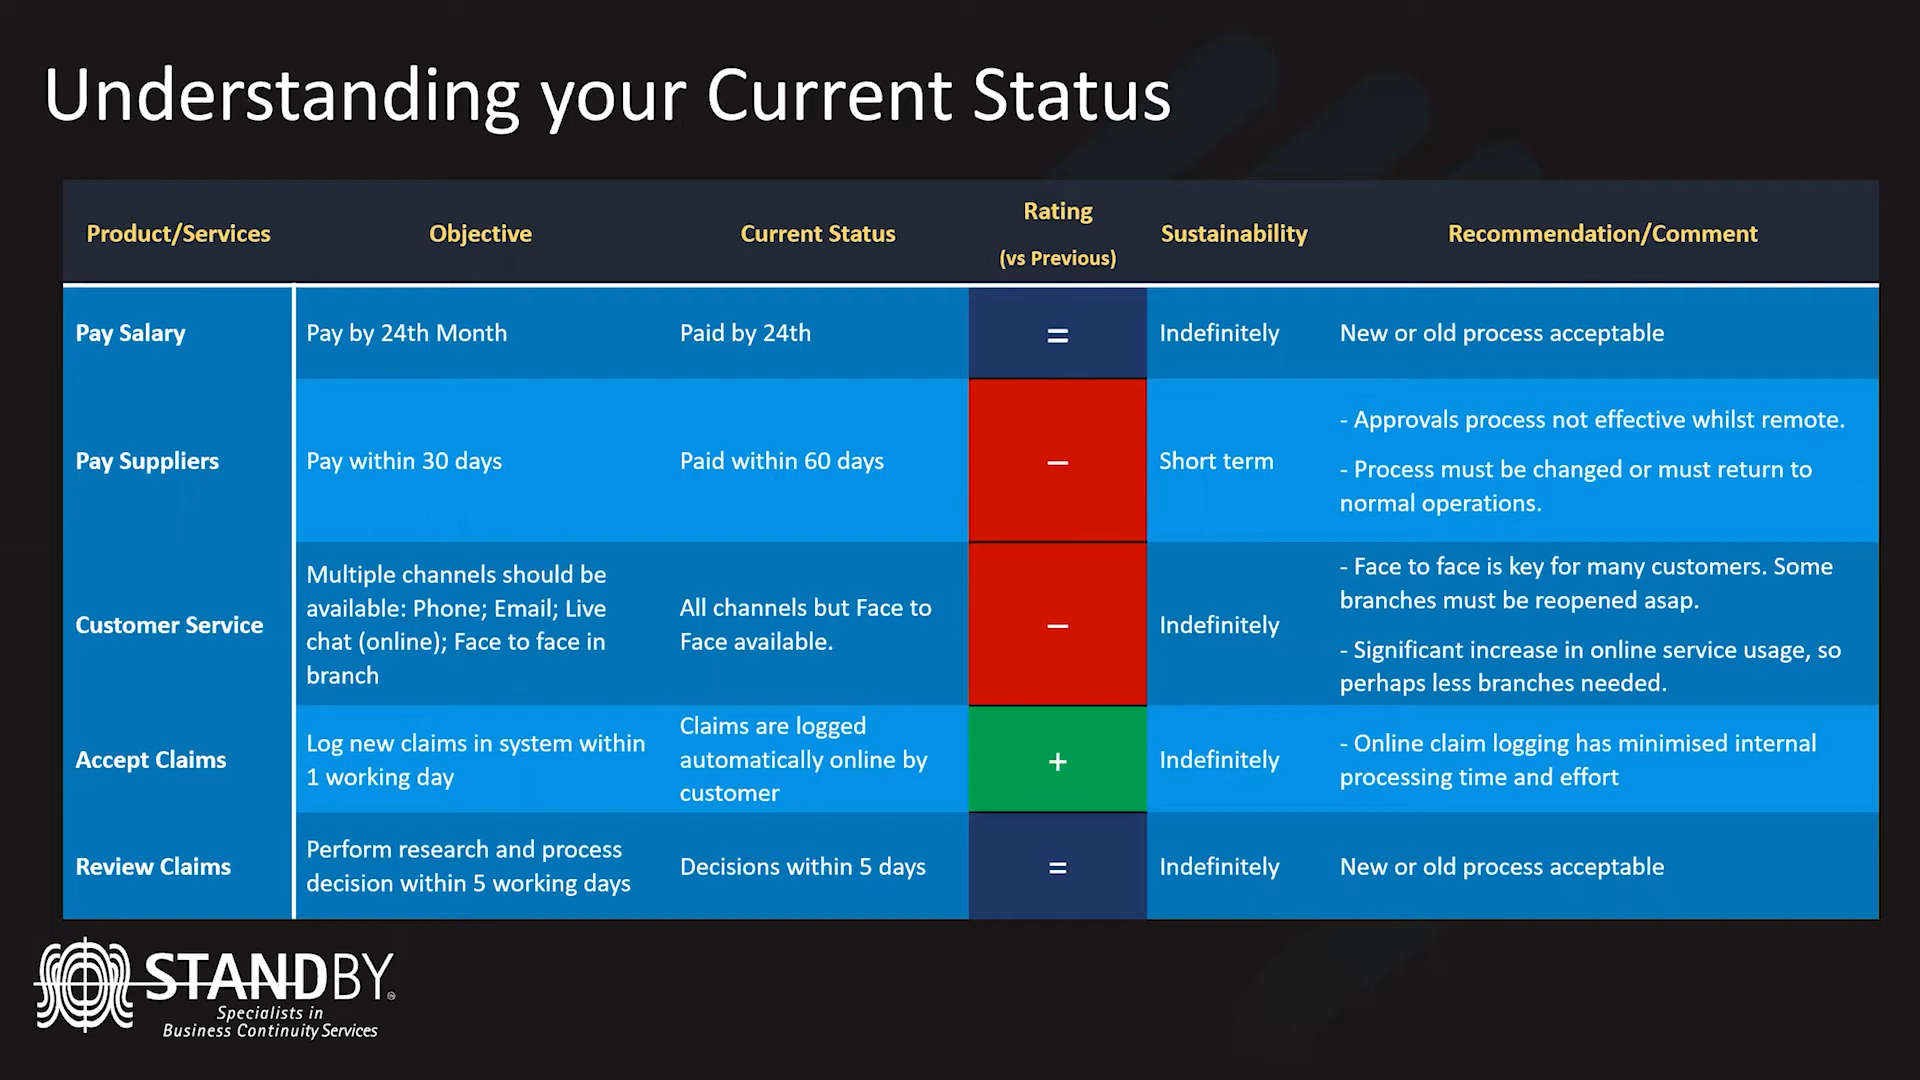 Understanding your Current Status
Product/Services
Objective
Current Status
Rating
(vs Previous)
Sustainability
Recommendation/Comment
Pay Salary
Pay by 24th Month
Paid by 24th
=
Indefinitely
New or old process acceptable
Pay Suppliers
Pay within 30 days
Paid within 60 days
–
Short term
- Approvals process not effective whilst remote.
- Process must be changed or must return to
normal operations.
Customer Service
Multiple channels should be
available: Phone; Email; Live
chat (online); Face to face in
branch
All channels but Face to
Face available.
–
Indefinitely
- Face to face is key for many customers. Some
branches must be reopened asap.
- Significant increase in online service usage, so
perhaps less branches needed.
Accept Claims
Log new claims in system within
1 working day
Claims are logged
automatically online by
customer
+
Indefinitely
- Online claim logging has minimised internal
processing time and effort
Review Claims
Perform research and process
decision within 5 working days
Decisions within 5 days
=
Indefinitely
New or old process acceptable
STANDBY
Specialists in
Business Continuity Services